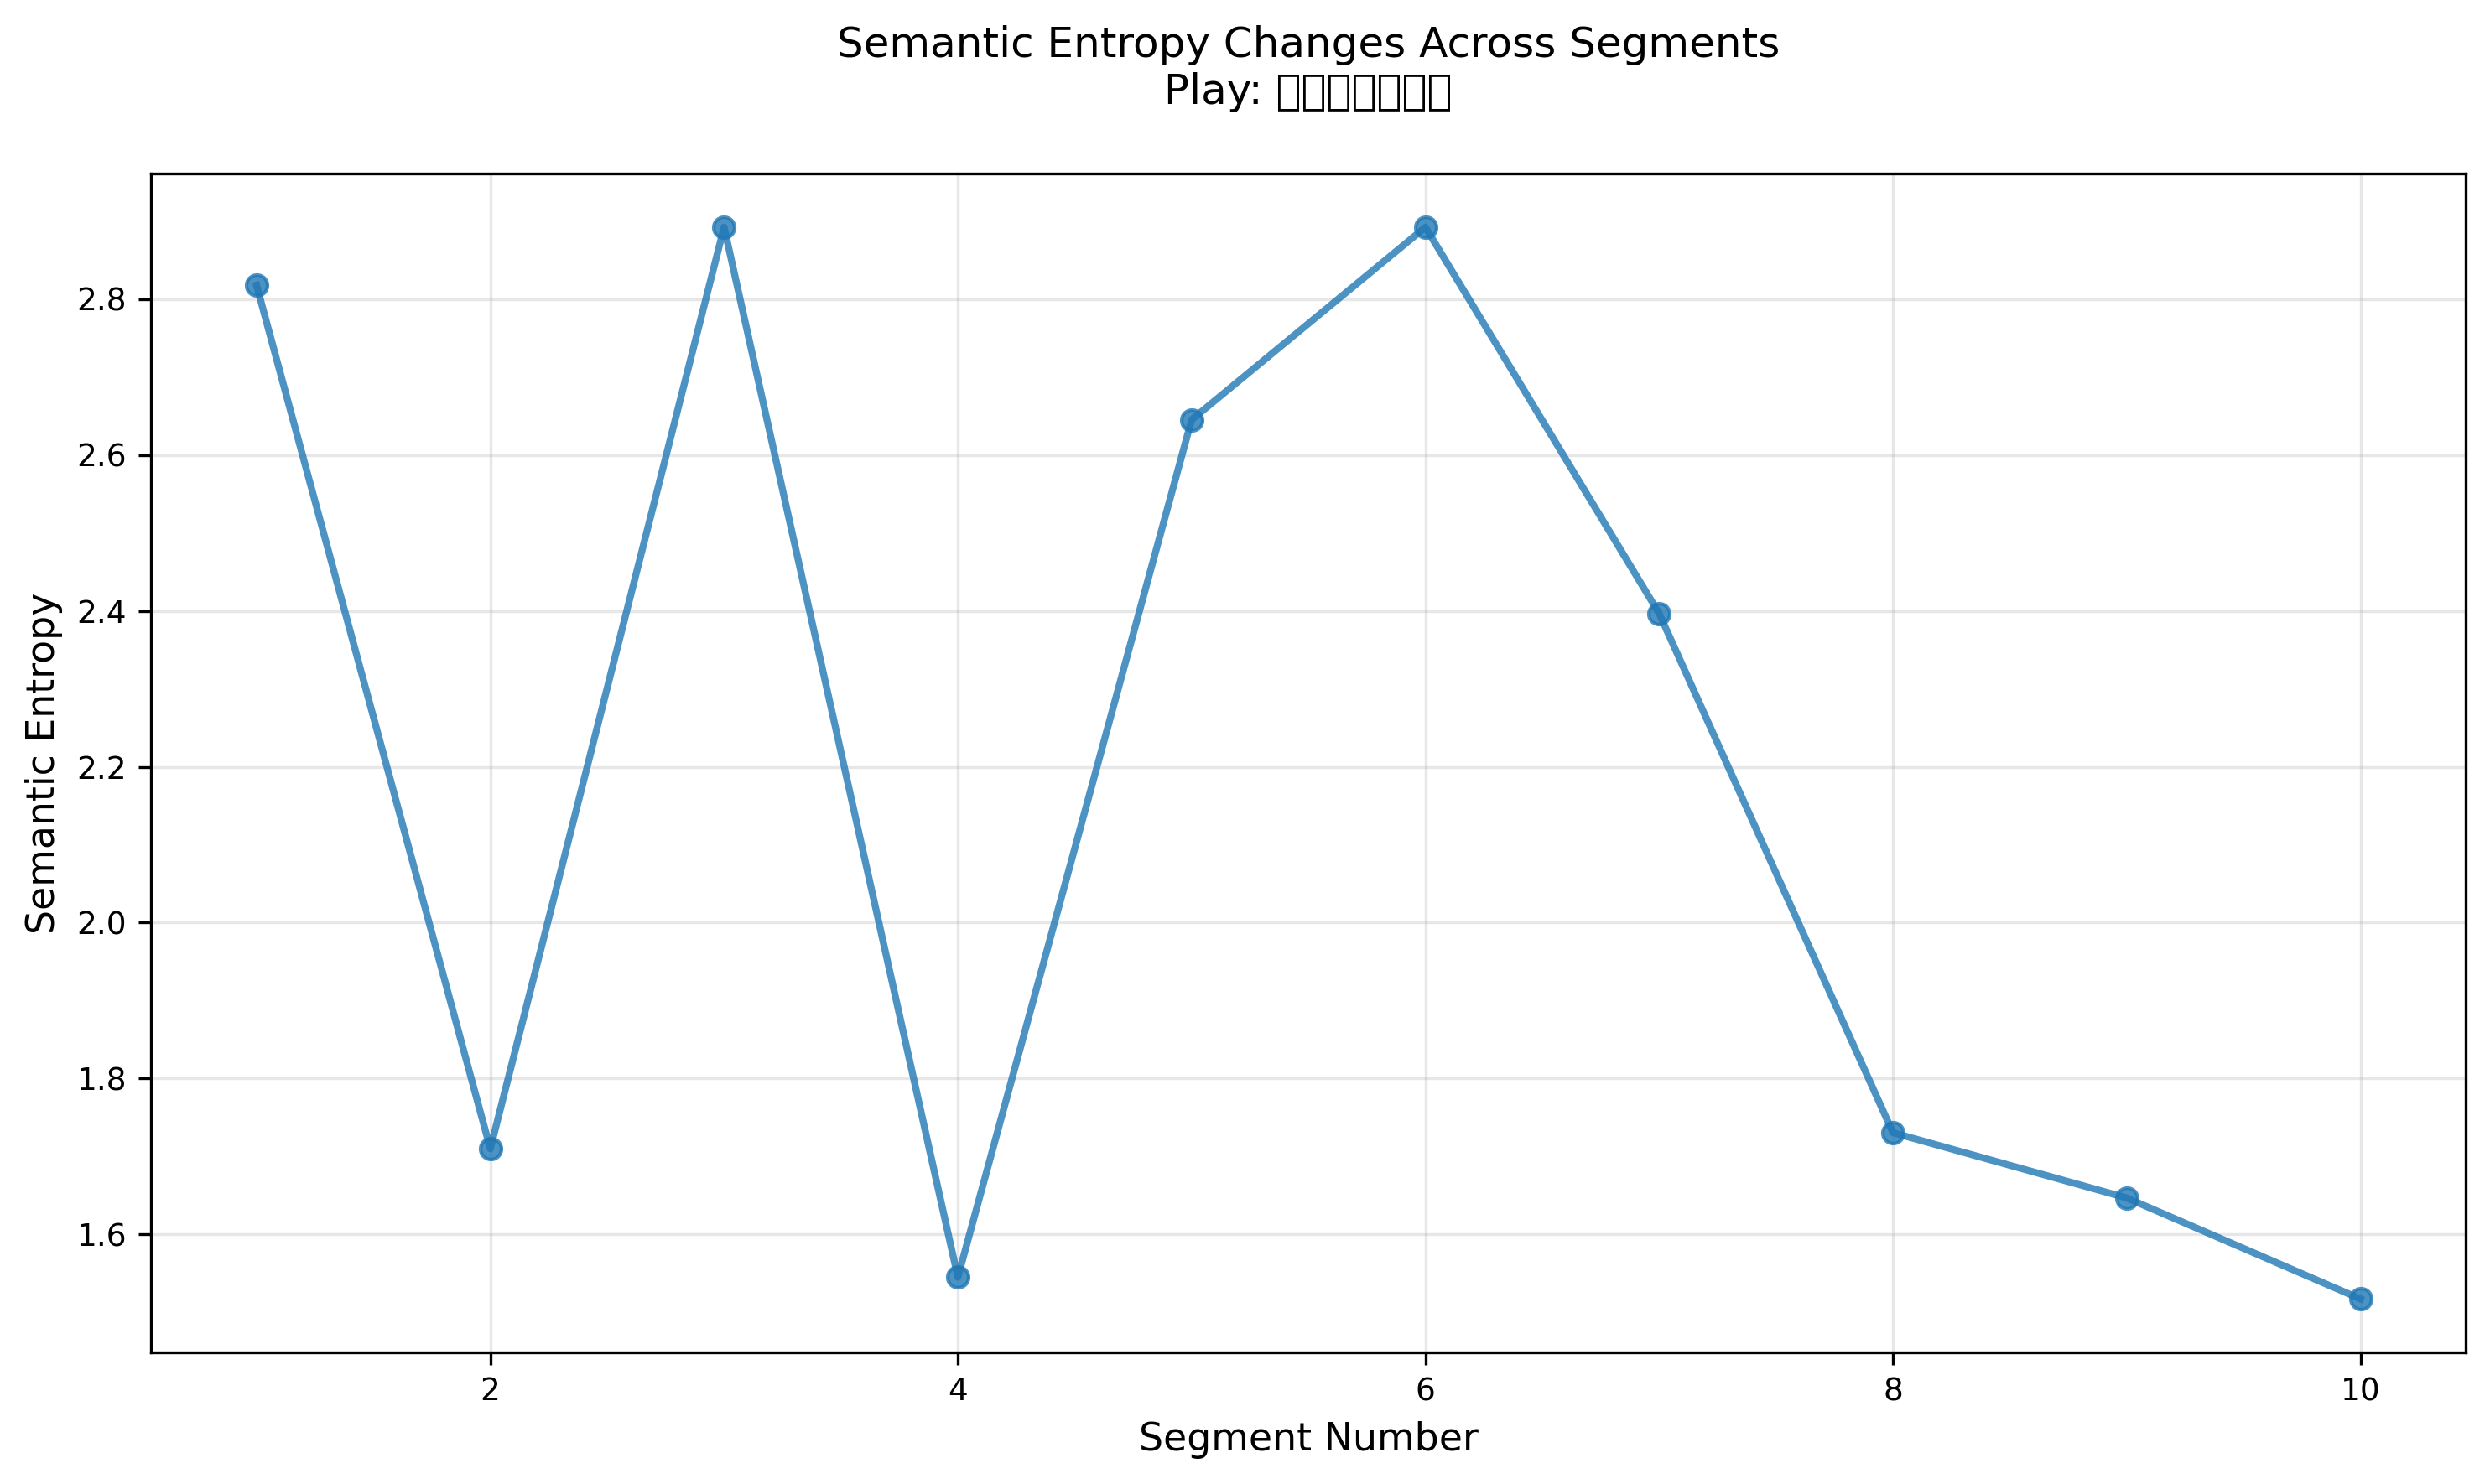 Semantic Entropy Changes Across Segments
Play: □□□□□□□
Semantic Entropy
2.8
2.6
2.4
2.2
2.0
1.8
1.6
2 4 6 8 10
Segment Number